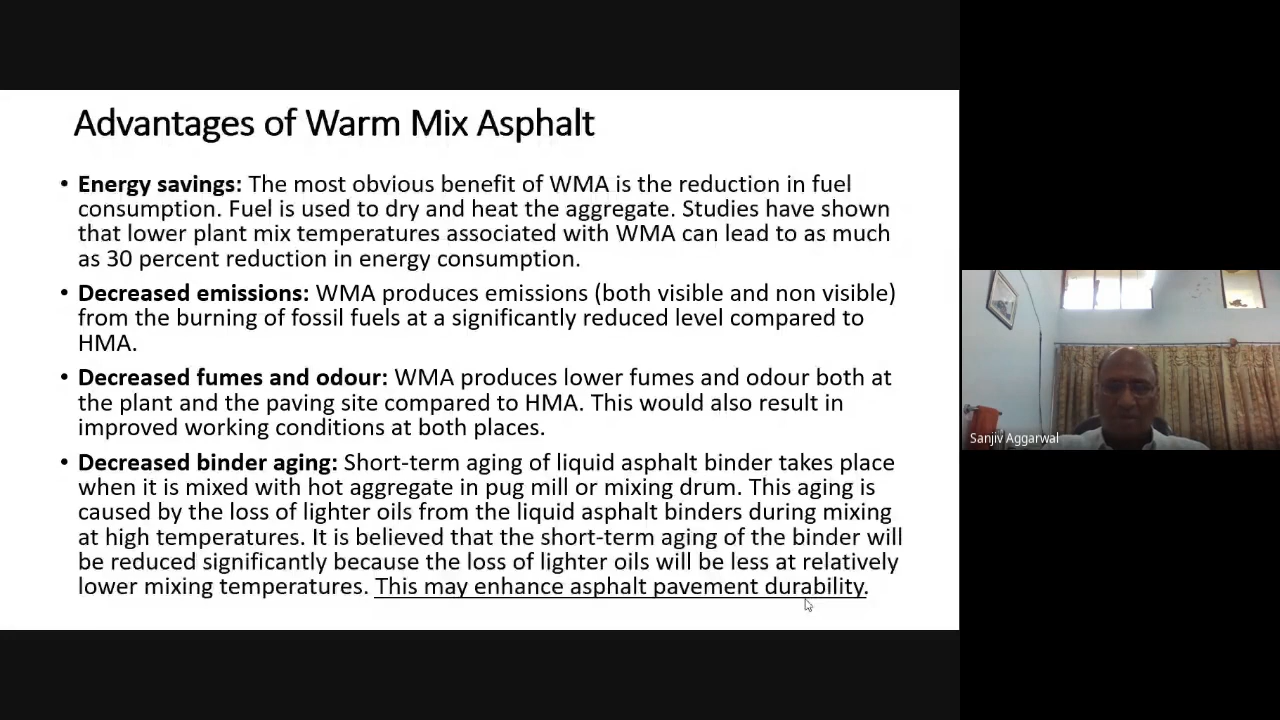 Advantages of Warm Mix Asphalt
• Energy savings: The most obvious benefit of WMA is the reduction in fuel
consumption. Fuel is used to dry and heat the aggregate. Studies have shown
that lower plant mix temperatures associated with WMA can lead to as much
as 30 percent reduction in energy consumption.
• Decreased emissions: WMA produces emissions (both visible and non visible)
from the burning of fossil fuels at a significantly reduced level compared to
HMA.
• Decreased fumes and odour: WMA produces lower fumes and odour both at
the plant and the paving site compared to HMA. This would also result in
improved working conditions at both places.
• Decreased binder aging: Short-term aging of liquid asphalt binder takes place
when it is mixed with hot aggregate in pug mill or mixing drum. This aging is
caused by the loss of lighter oils from the liquid asphalt binders during mixing
at high temperatures. It is believed that the short-term aging of the binder will
be reduced significantly because the loss of lighter oils will be less at relatively
lower mixing temperatures. This may enhance asphalt pavement durability.
Sanjiv Aggarwal